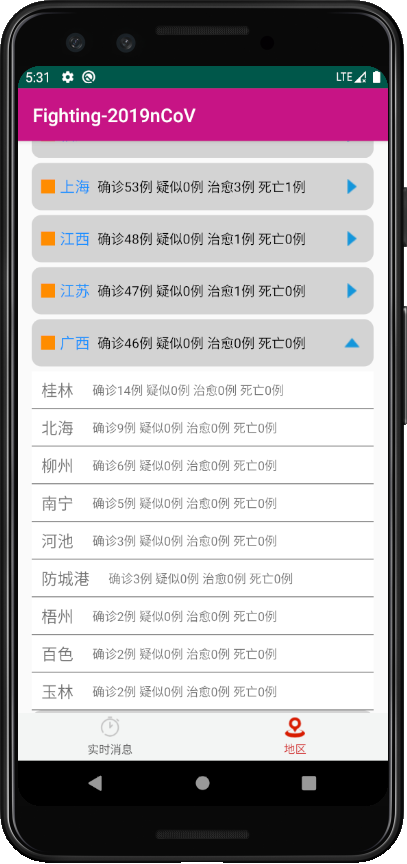 5:31 LTE
Fighting-2019nCoV
上海 确诊53例 疑似0例 治愈3例 死亡1例
江西 确诊48例 疑似0例 治愈1例 死亡0例
江苏 确诊47例 疑似0例 治愈1例 死亡0例
广西 确诊46例 疑似0例 治愈0例 死亡0例
桂林 确诊14例 疑似0例 治愈0例 死亡0例
北海 确诊9例 疑似0例 治愈0例 死亡0例
柳州 确诊6例 疑似0例 治愈0例 死亡0例
南宁 确诊5例 疑似0例 治愈0例 死亡0例
河池 确诊3例 疑似0例 治愈0例 死亡0例
防城港 确诊3例 疑似0例 治愈0例 死亡0例
梧州 确诊2例 疑似0例 治愈0例 死亡0例
百色 确诊2例 疑似0例 治愈0例 死亡0例
玉林 确诊2例 疑似0例 治愈0例 死亡0例
实时消息 地区